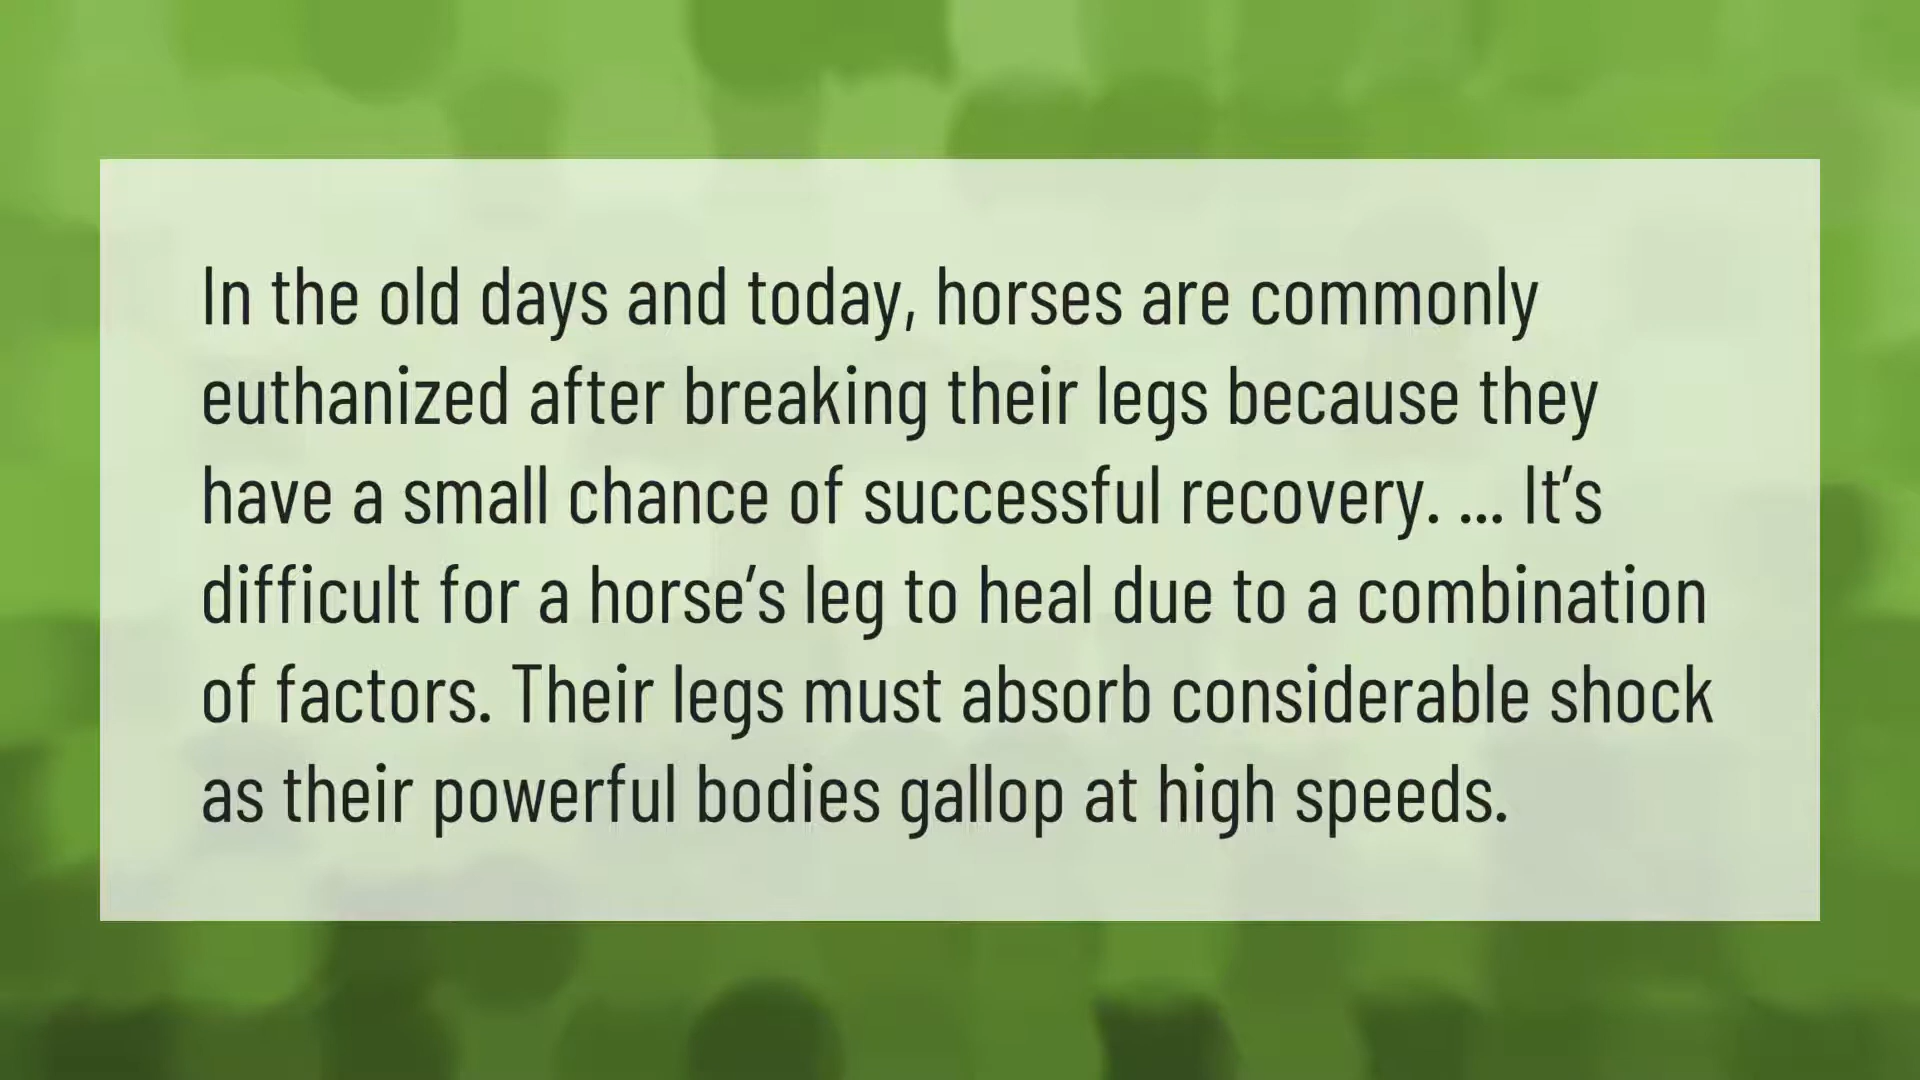 In the old days and today, horses are commonly
euthanized after breaking their legs because they
have a small chance of successful recovery. ... It’s
difficult for a horse’s leg to heal due to a combination
of factors. Their legs must absorb considerable shock
as their powerful bodies gallop at high speeds.